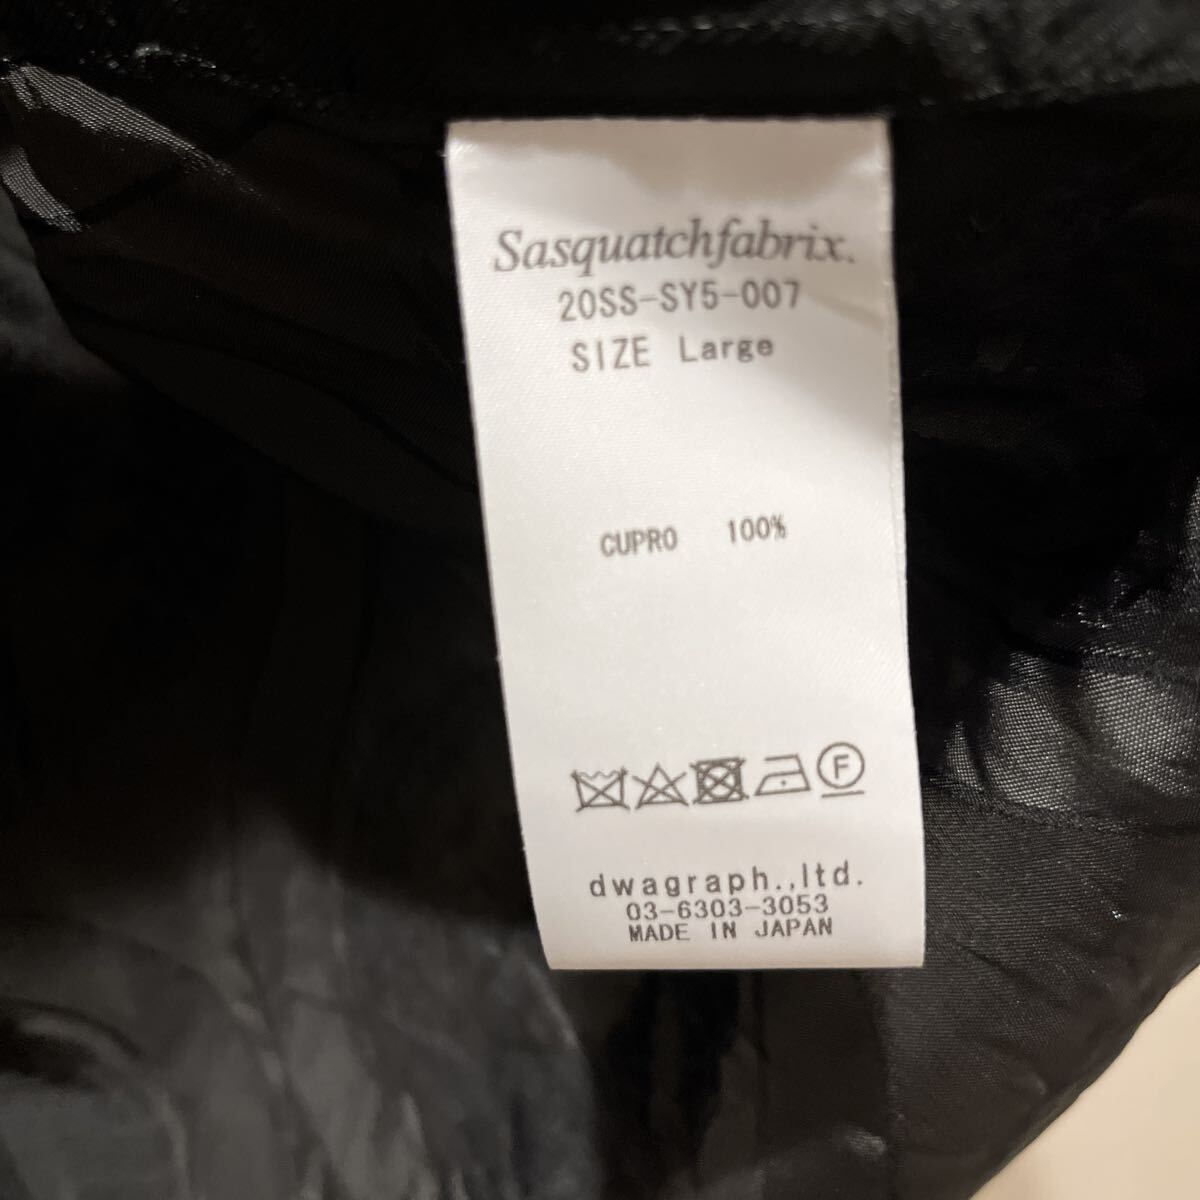 Sasquatchfabrix.
20SS-SY5-007
SIZE Large
CUPRO 100%
F
dwagraph.,ltd.
03-6303-3053
MADE IN JAPAN